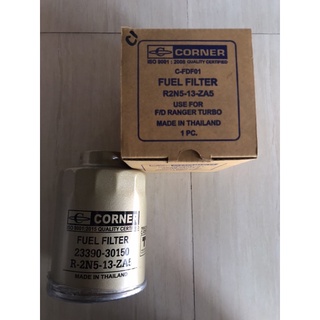 CORNER
ISO 9001 : 2008 QUALITY CERTIFIED
C-FDF01
FUEL FILTER
R2N5-13-ZA5
USE FOR
F/D RANGER TURBO
MADE IN THAILAND
1 PC.
CORNER
FUEL FILTER
23390-30150
R-2N5-13-ZA5
MADE IN THAILAND